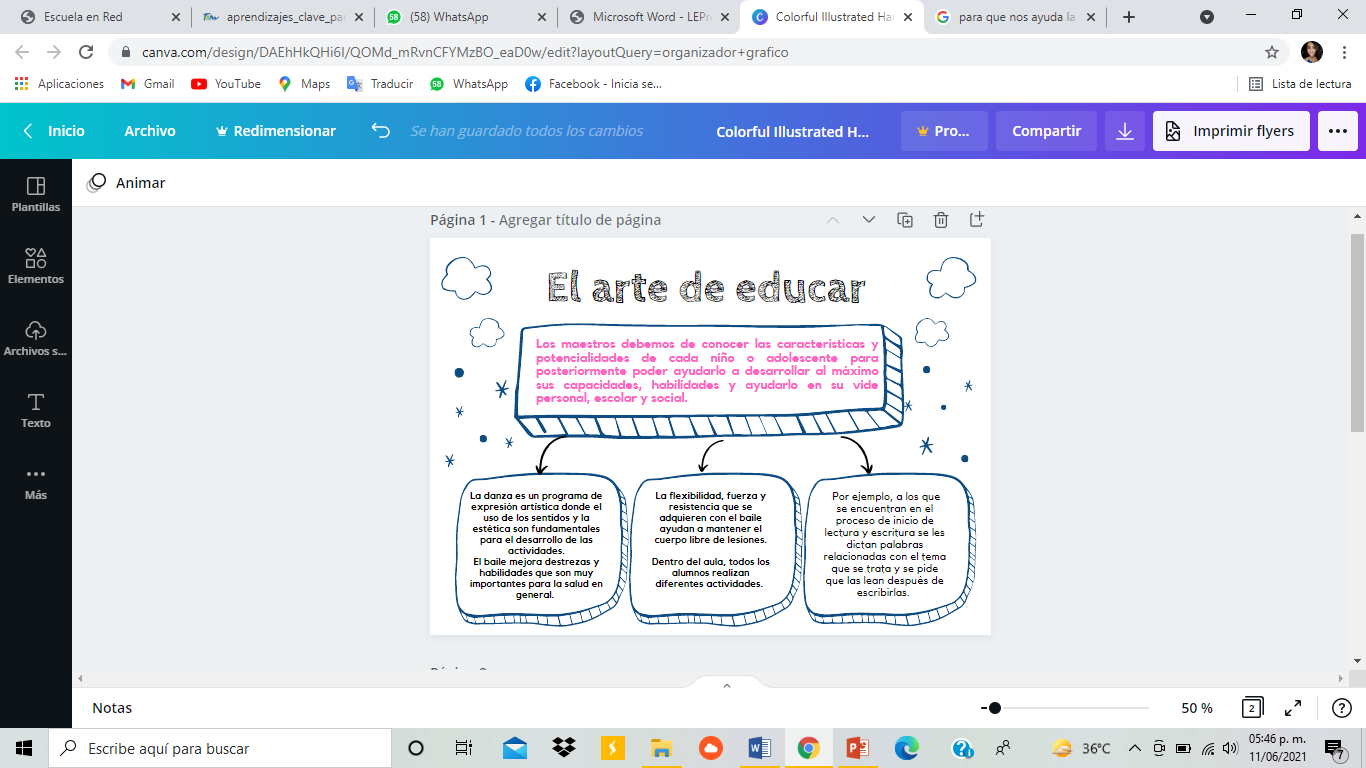 Escuela en Red
aprendizajes_clave_pa
(58) WhatsApp
Microsoft Word - LEPr
Colorful Illustrated Ha
para que nos ayuda la
canva.com/design/DAEhHkQHi6I/QOMd_mRvnCFYMzBO_eaD0w/edit?layoutQuery=organizador+grafico
Aplicaciones
Gmail
YouTube
Maps
Traducir
WhatsApp
Facebook - Inicia se...
Lista de lectura
Inicio
Archivo
Redimensionar
Se han guardado todos los cambios
Colorful Illustrated H...
Pro...
Compartir
Imprimir flyers
Plantillas
Elementos
Archivos s...
Texto
Más
Animar
Página 1 - Agregar título de página
El arte de educar
Los maestros debemos de conocer las características y
potencialidades de cada niño o adolescente para
posteriormente poder ayudarlo a desarrollar al máximo
sus capacidades, habilidades y ayudarlo en su vide
personal, escolar y social.
La danza es un programa de
expresión artística donde el
uso de los sentidos y la
estética son fundamentales
para el desarrollo de las
actividades.
El baile mejora destrezas y
habilidades que son muy
importantes para la salud en
general.
La flexibilidad, fuerza y
resistencia que se
adquieren con el baile
ayudan a mantener el
cuerpo libre de lesiones.
Dentro del aula, todos los
alumnos realizan
diferentes actividades.
Por ejemplo, a los que
se encuentran en el
proceso de inicio de
lectura y escritura se les
dictan palabras
relacionadas con el tema
que se trata y se pide
que las lean después de
escribirlas.
Notas
50 %
2
Escribe aquí para buscar
36°C
05:46 p. m.
11/06/2021
7